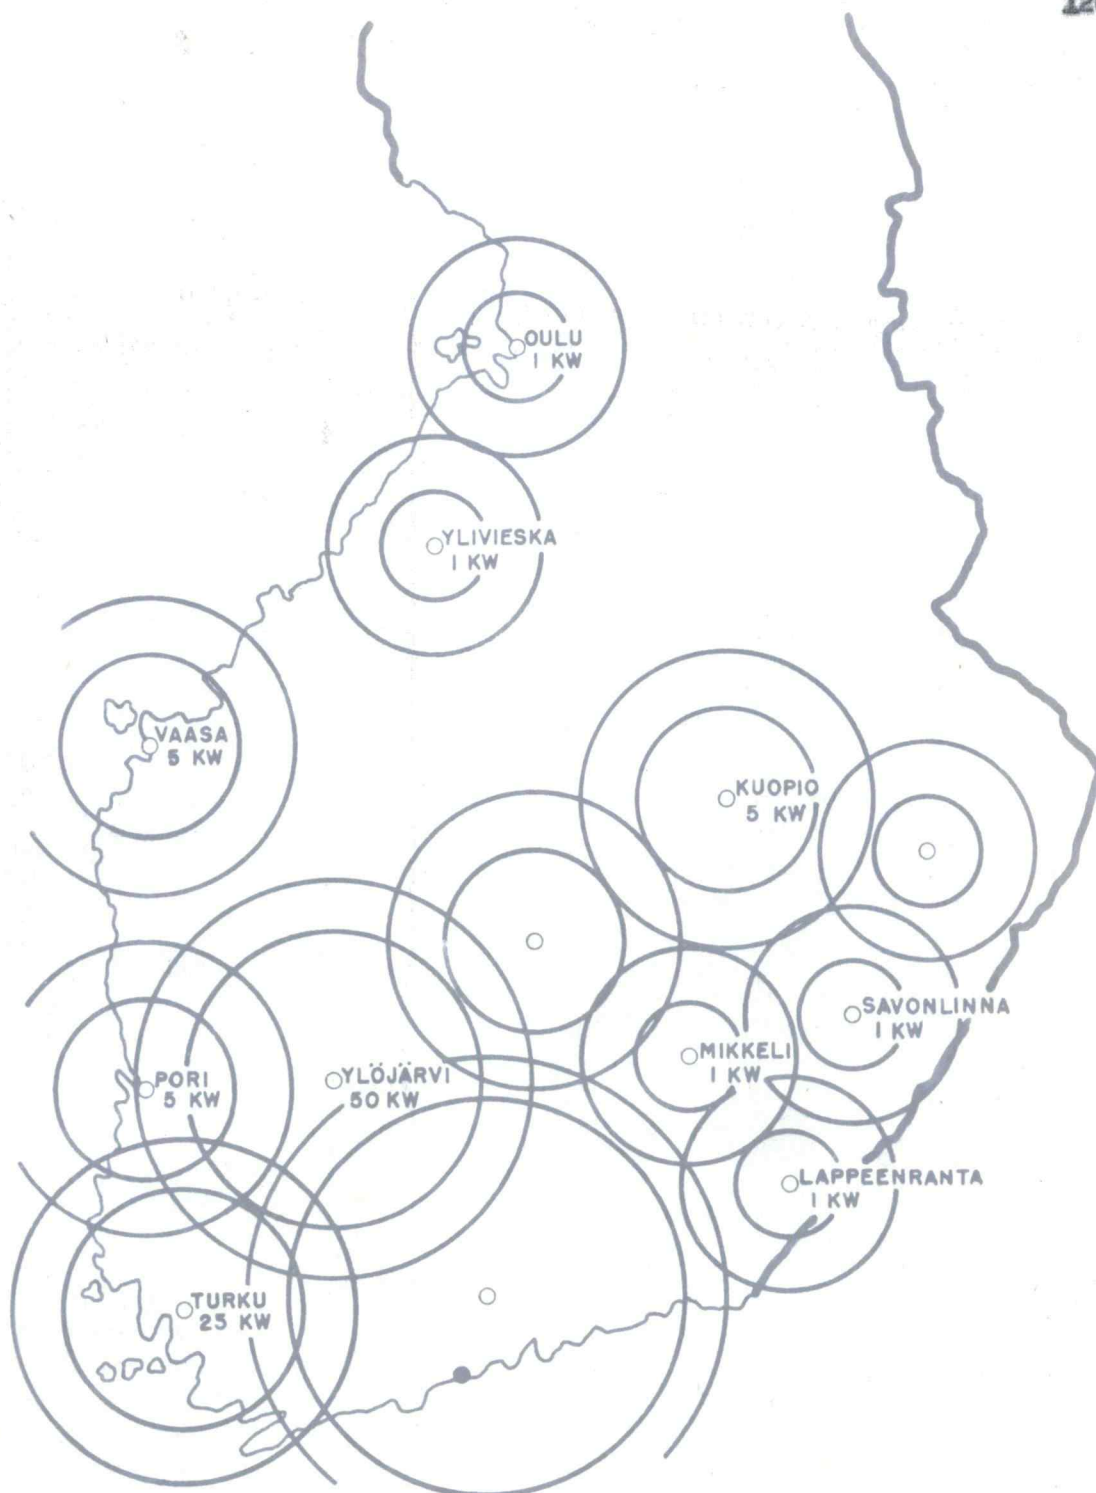 OULU
1 KW
YLIVIESKA
1 KW
VAASA
5 KW
KUOPIO
5 KW
SAVONLINNA
1 KW
MIKKELI
1 KW
YLÖJÄRVI
50 KW
PORI
5 KW
LAPPEENRANTA
1 KW
TURKU
25 KW